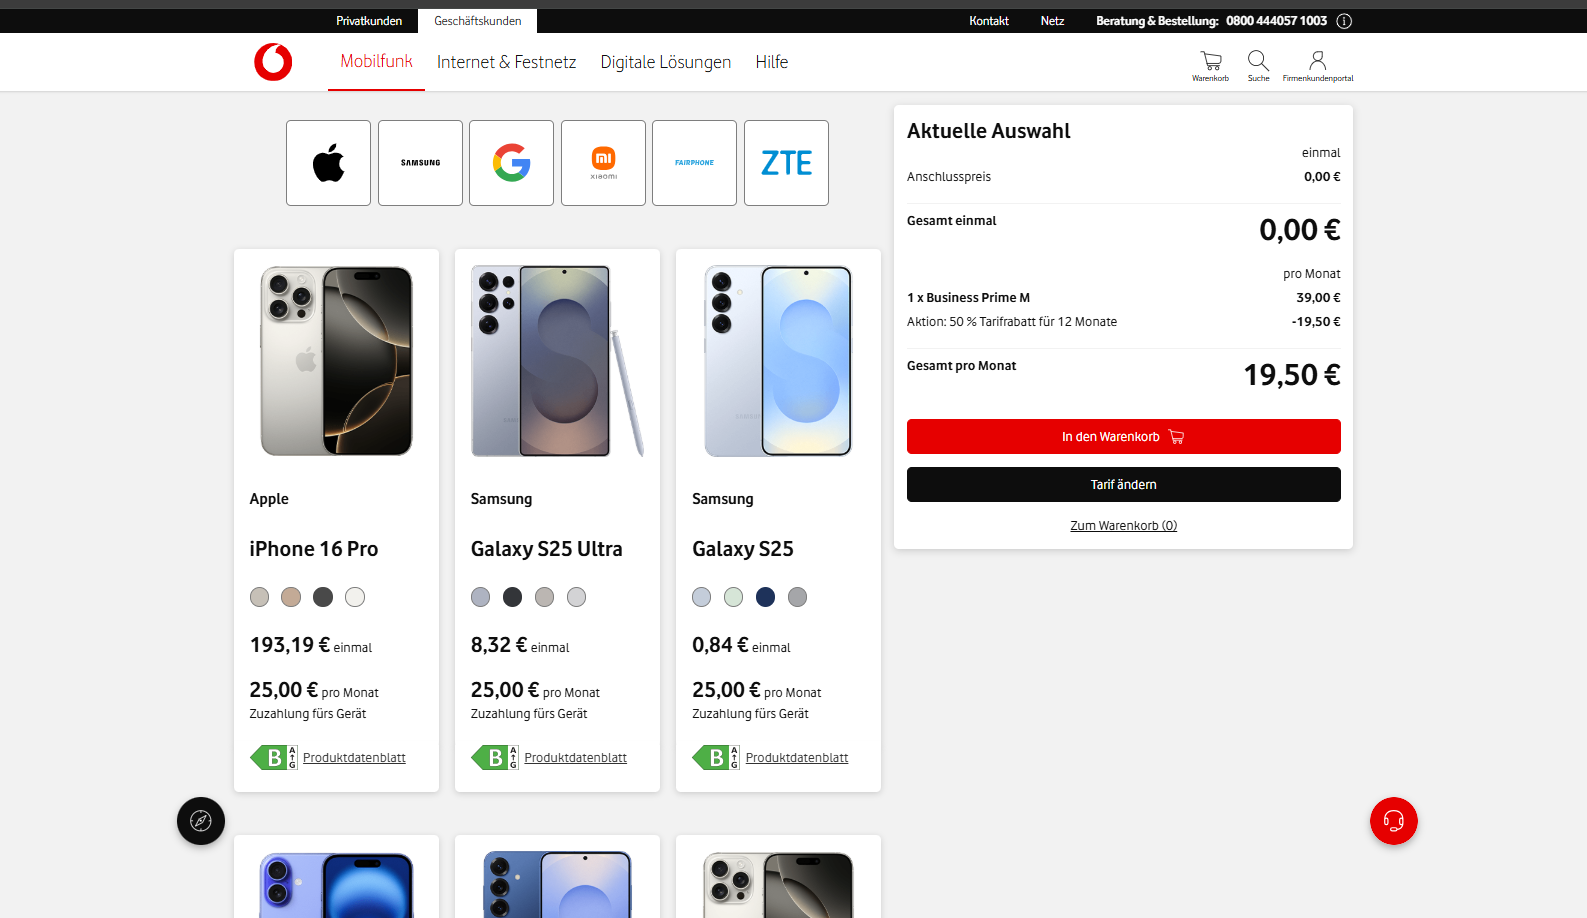 Privatkunden
Geschäftskunden
Kontakt
Netz
Beratung & Bestellung: 0800 444057 1003
Mobilfunk
Internet & Festnetz
Digitale Lösungen
Hilfe
Warenkorb
Suche
Firmenkundenportal
SAMSUNG
G
mi
xiaomi
FAIRPHONE
ZTE
Apple
iPhone 16 Pro
193,19 € einmal
25,00 € pro Monat
Zuzahlung fürs Gerät
B A G Produktdatenblatt
Samsung
Galaxy S25 Ultra
8,32 € einmal
25,00 € pro Monat
Zuzahlung fürs Gerät
B A G Produktdatenblatt
Samsung
Galaxy S25
0,84 € einmal
25,00 € pro Monat
Zuzahlung fürs Gerät
B A G Produktdatenblatt
Aktuelle Auswahl
einmal
Anschlusspreis 0,00 €
Gesamt einmal 0,00 €
pro Monat
1 x Business Prime M 39,00 €
Aktion: 50 % Tarifrabatt für 12 Monate -19,50 €
Gesamt pro Monat 19,50 €
In den Warenkorb
Tarif ändern
Zum Warenkorb (0)